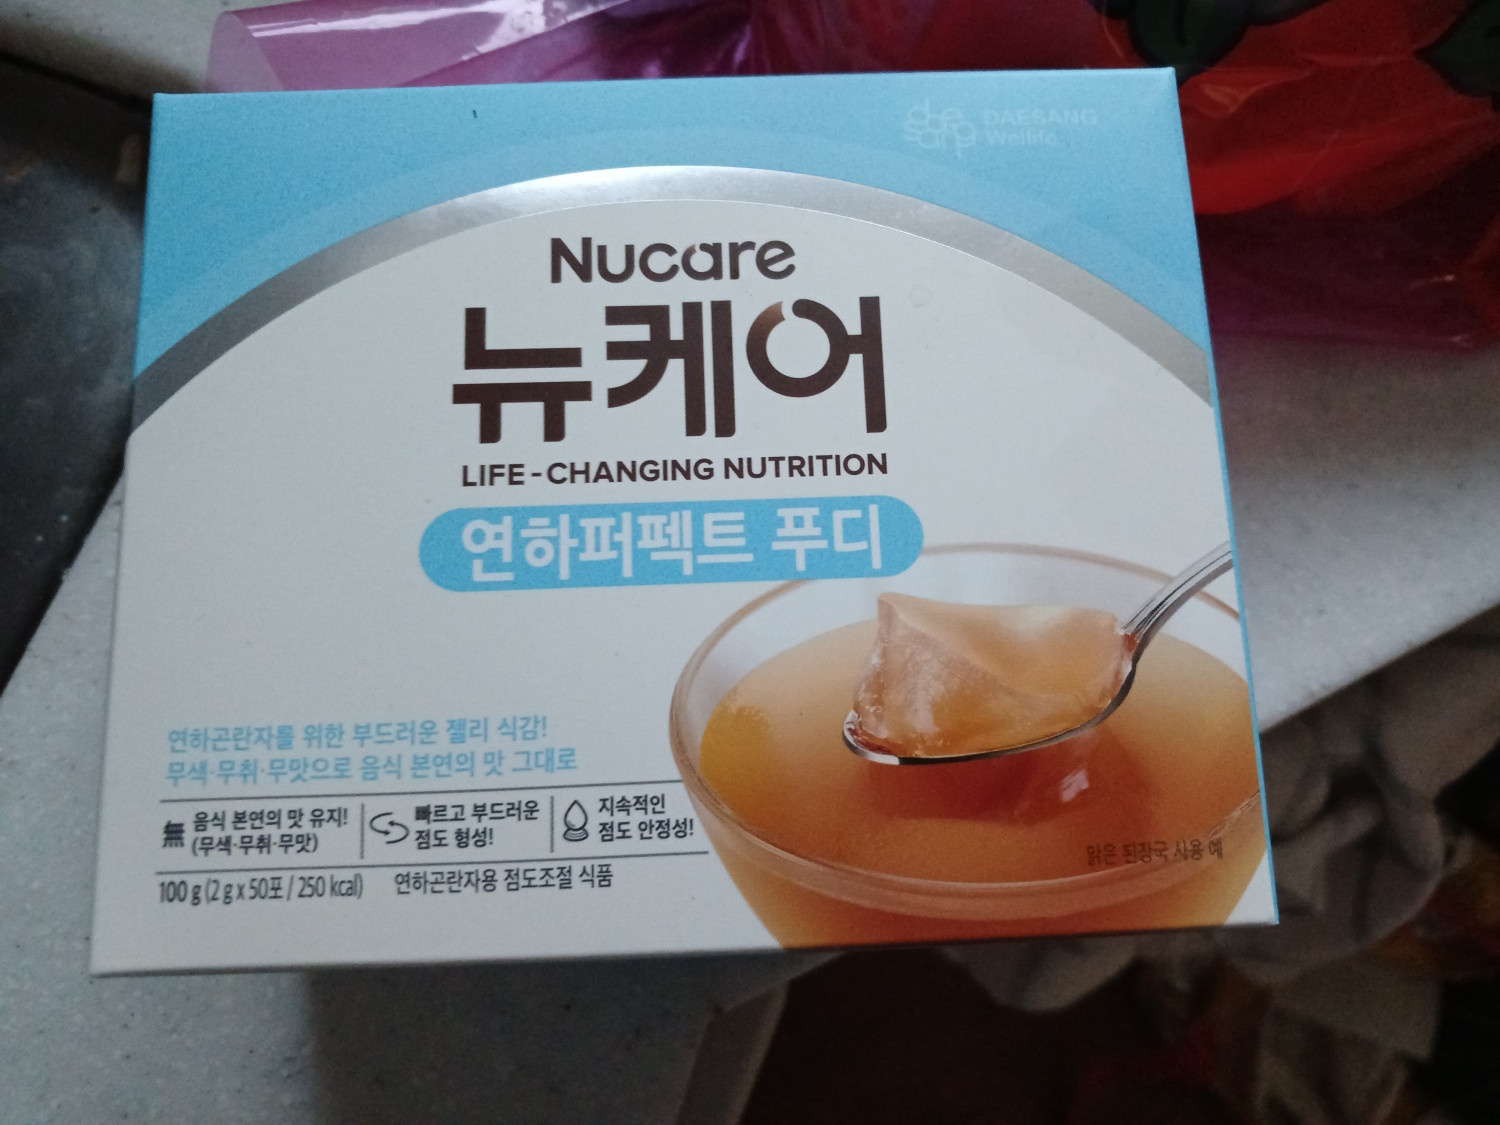 daesang DAESANG
Wellife
Nucare
뉴케어
LIFE-CHANGING NUTRITION
연하퍼펙트 푸디
연하곤란자를 위한 부드러운 젤리 식감!
무색·무취·무맛으로 음식 본연의 맛 그대로
無 음식 본연의 맛 유지!
(무색·무취·무맛)
빠르고 부드러운
점도 형성!
지속적인
점도 안정성!
맑은 된장국 사용 예
100 g (2 g x 50포 / 250 kcal) 연하곤란자용 점도조절 식품